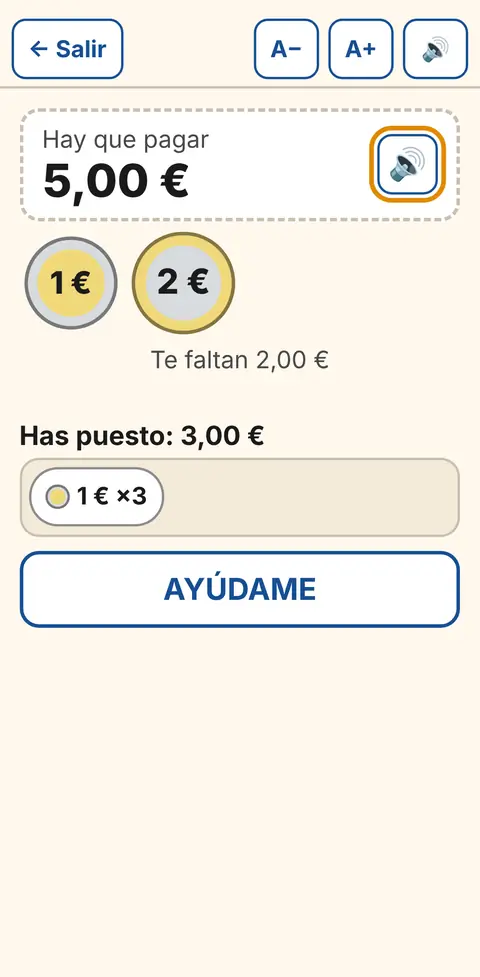 ← Salir
A−
A+
Hay que pagar
5,00 €
1 €
2 €
Te faltan 2,00 €
Has puesto: 3,00 €
1 € ×3
AYÚDAME